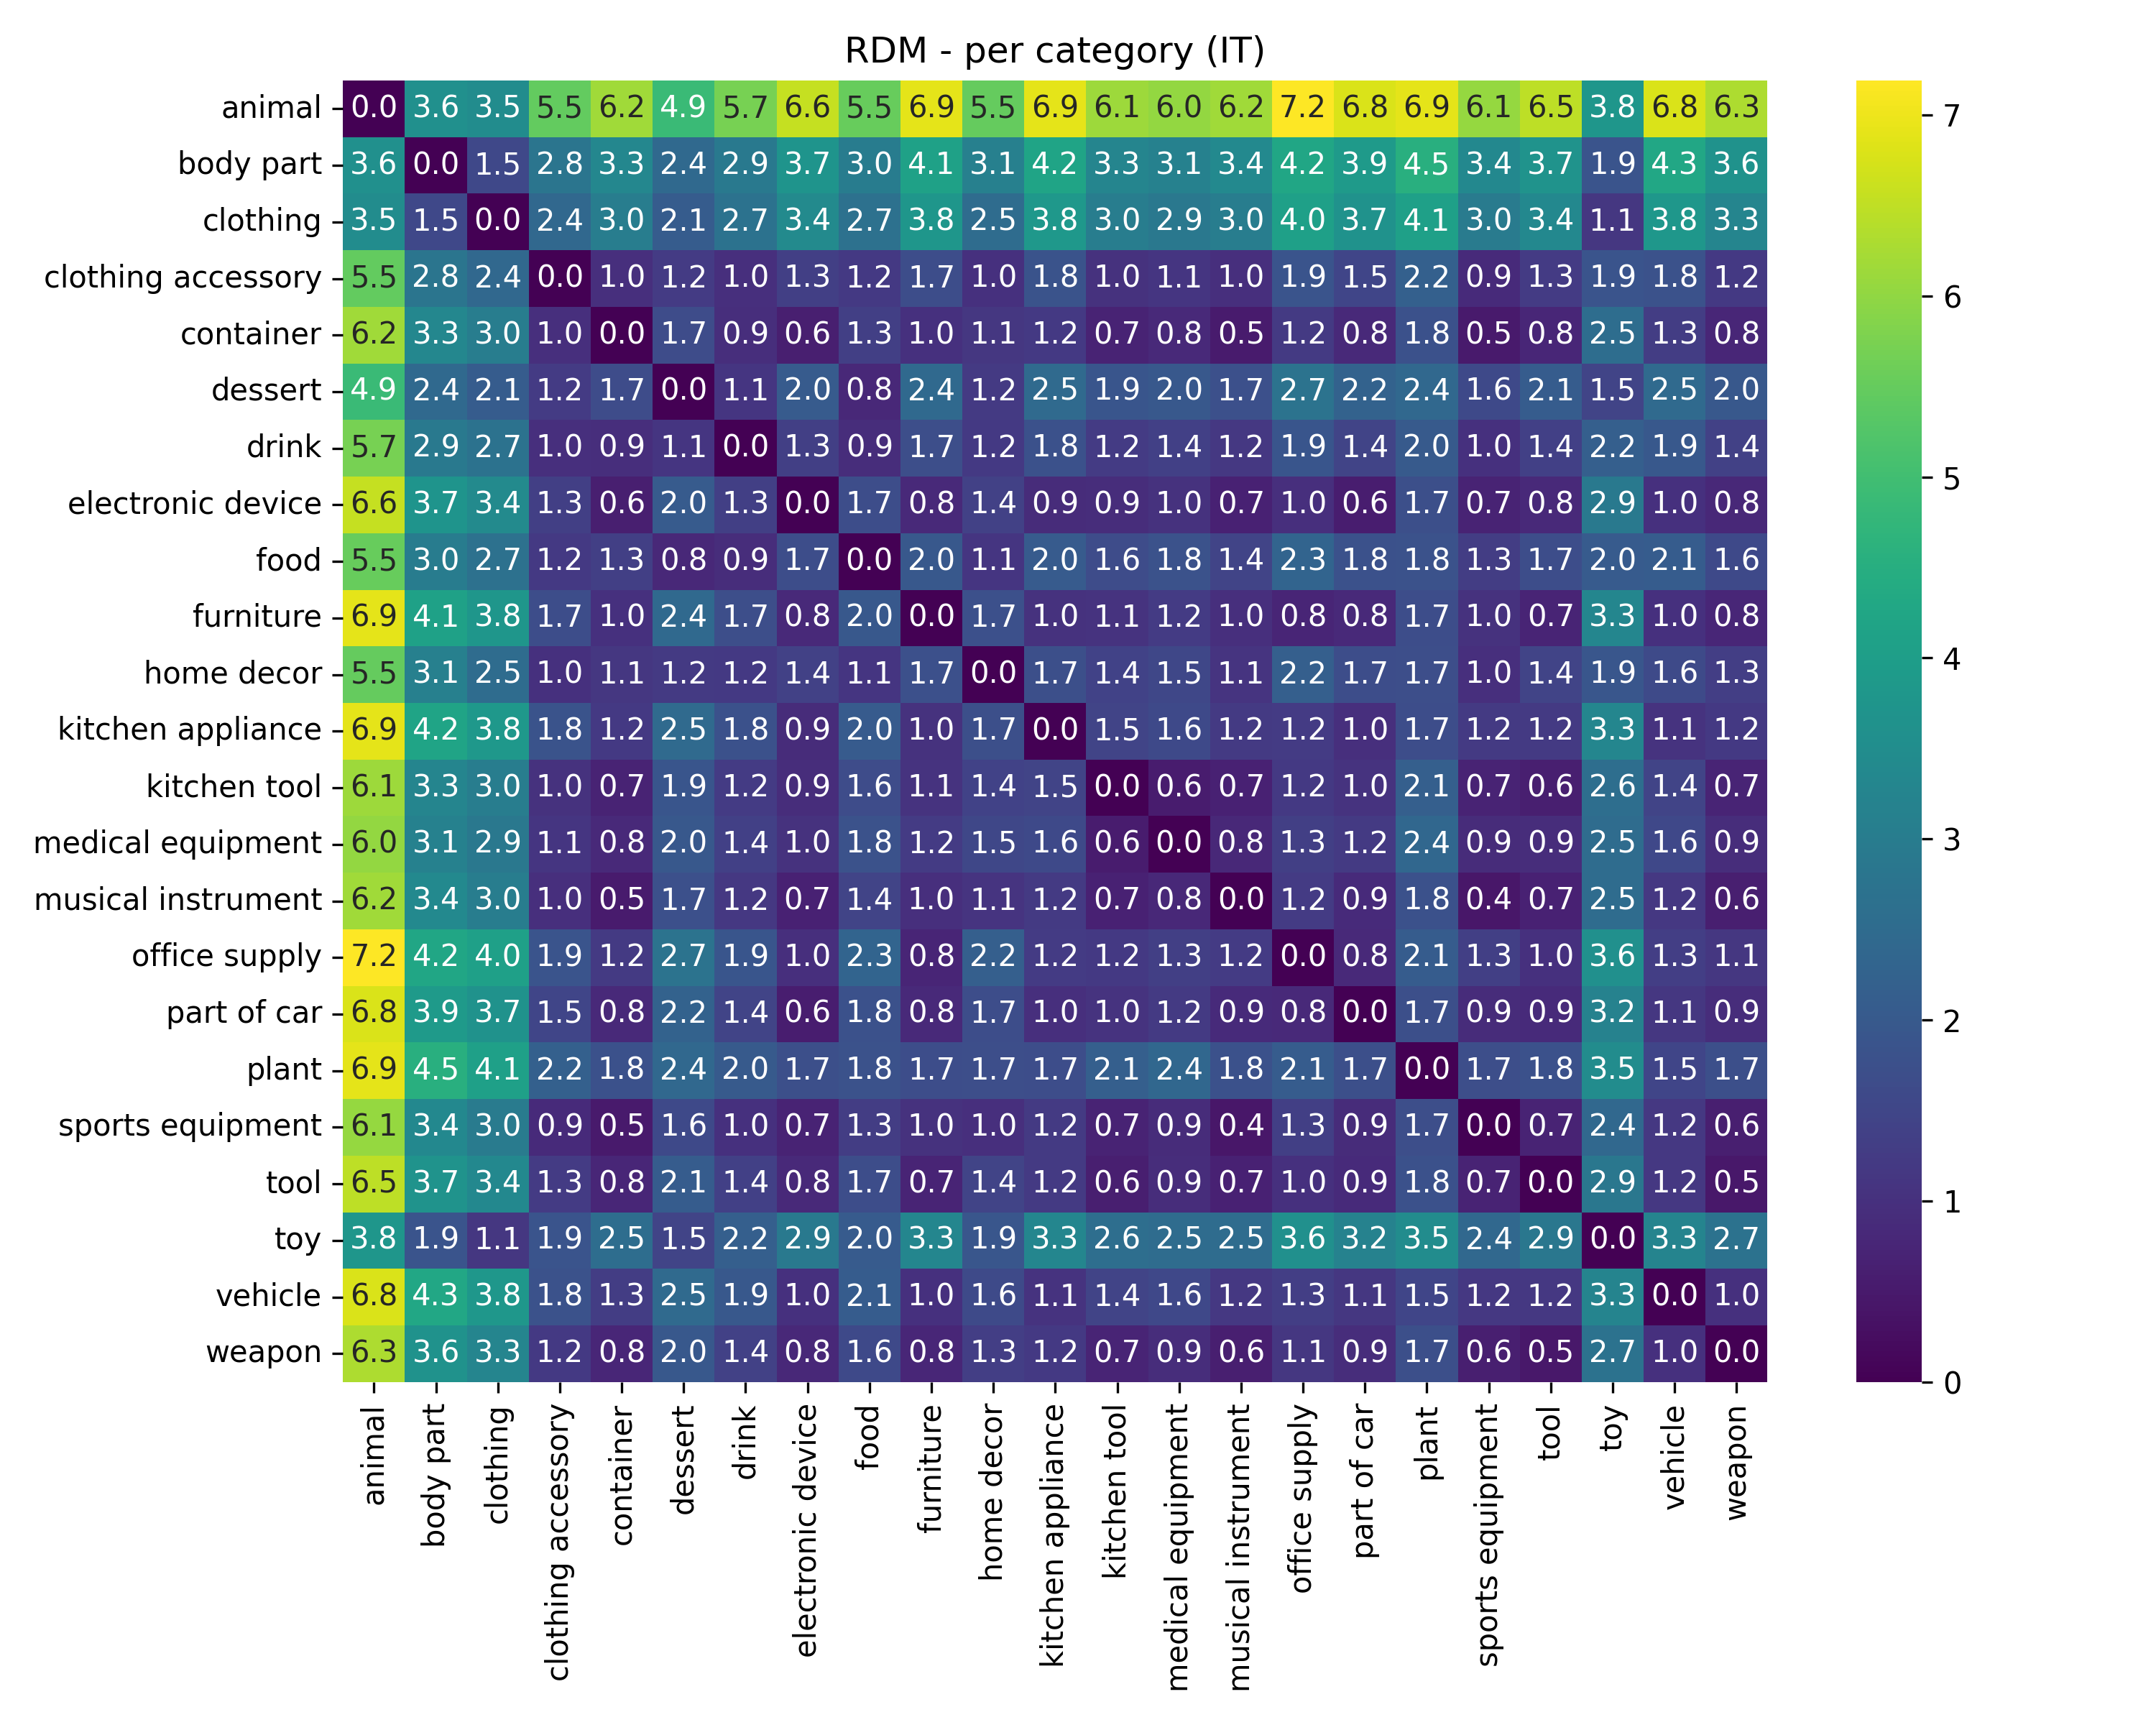 RDM - per category (IT)
animal 0.0 3.6 3.5 5.5 6.2 4.9 5.7 6.6 5.5 6.9 5.5 6.9 6.1 6.0 6.2 7.2 6.8 6.9 6.1 6.5 3.8 6.8 6.3
body part 3.6 0.0 1.5 2.8 3.3 2.4 2.9 3.7 3.0 4.1 3.1 4.2 3.3 3.1 3.4 4.2 3.9 4.5 3.4 3.7 1.9 4.3 3.6
clothing 3.5 1.5 0.0 2.4 3.0 2.1 2.7 3.4 2.7 3.8 2.5 3.8 3.0 2.9 3.0 4.0 3.7 4.1 3.0 3.4 1.1 3.8 3.3
clothing accessory 5.5 2.8 2.4 0.0 1.0 1.2 1.0 1.3 1.2 1.7 1.0 1.8 1.0 1.1 1.0 1.9 1.5 2.2 0.9 1.3 1.9 1.8 1.2
container 6.2 3.3 3.0 1.0 0.0 1.7 0.9 0.6 1.3 1.0 1.1 1.2 0.7 0.8 0.5 1.2 0.8 1.8 0.5 0.8 2.5 1.3 0.8
dessert 4.9 2.4 2.1 1.2 1.7 0.0 1.1 2.0 0.8 2.4 1.2 2.5 1.9 2.0 1.7 2.7 2.2 2.4 1.6 2.1 1.5 2.5 2.0
drink 5.7 2.9 2.7 1.0 0.9 1.1 0.0 1.3 0.9 1.7 1.2 1.8 1.2 1.4 1.2 1.9 1.4 2.0 1.0 1.4 2.2 1.9 1.4
electronic device 6.6 3.7 3.4 1.3 0.6 2.0 1.3 0.0 1.7 0.8 1.4 0.9 0.9 1.0 0.7 1.0 0.6 1.7 0.7 0.8 2.9 1.0 0.8
food 5.5 3.0 2.7 1.2 1.3 0.8 0.9 1.7 0.0 2.0 1.1 2.0 1.6 1.8 1.4 2.3 1.8 1.8 1.3 1.7 2.0 2.1 1.6
furniture 6.9 4.1 3.8 1.7 1.0 2.4 1.7 0.8 2.0 0.0 1.7 1.0 1.1 1.2 1.0 0.8 0.8 1.7 1.0 0.7 3.3 1.0 0.8
home decor 5.5 3.1 2.5 1.0 1.1 1.2 1.2 1.4 1.1 1.7 0.0 1.7 1.4 1.5 1.1 2.2 1.7 1.7 1.0 1.4 1.9 1.6 1.3
kitchen appliance 6.9 4.2 3.8 1.8 1.2 2.5 1.8 0.9 2.0 1.0 1.7 0.0 1.5 1.6 1.2 1.2 1.0 1.7 1.2 1.2 3.3 1.1 1.2
kitchen tool 6.1 3.3 3.0 1.0 0.7 1.9 1.2 0.9 1.6 1.1 1.4 1.5 0.0 0.6 0.7 1.2 1.0 2.1 0.7 0.6 2.6 1.4 0.7
medical equipment 6.0 3.1 2.9 1.1 0.8 2.0 1.4 1.0 1.8 1.2 1.5 1.6 0.6 0.0 0.8 1.3 1.2 2.4 0.9 0.9 2.5 1.6 0.9
musical instrument 6.2 3.4 3.0 1.0 0.5 1.7 1.2 0.7 1.4 1.0 1.1 1.2 0.7 0.8 0.0 1.2 0.9 1.8 0.4 0.7 2.5 1.2 0.6
office supply 7.2 4.2 4.0 1.9 1.2 2.7 1.9 1.0 2.3 0.8 2.2 1.2 1.2 1.3 1.2 0.0 0.8 2.1 1.3 1.0 3.6 1.3 1.1
part of car 6.8 3.9 3.7 1.5 0.8 2.2 1.4 0.6 1.8 0.8 1.7 1.0 1.0 1.2 0.9 0.8 0.0 1.7 0.9 0.9 3.2 1.1 0.9
plant 6.9 4.5 4.1 2.2 1.8 2.4 2.0 1.7 1.8 1.7 1.7 1.7 2.1 2.4 1.8 2.1 1.7 0.0 1.7 1.8 3.5 1.5 1.7
sports equipment 6.1 3.4 3.0 0.9 0.5 1.6 1.0 0.7 1.3 1.0 1.0 1.2 0.7 0.9 0.4 1.3 0.9 1.7 0.0 0.7 2.4 1.2 0.6
tool 6.5 3.7 3.4 1.3 0.8 2.1 1.4 0.8 1.7 0.7 1.4 1.2 0.6 0.9 0.7 1.0 0.9 1.8 0.7 0.0 2.9 1.2 0.5
toy 3.8 1.9 1.1 1.9 2.5 1.5 2.2 2.9 2.0 3.3 1.9 3.3 2.6 2.5 2.5 3.6 3.2 3.5 2.4 2.9 0.0 3.3 2.7
vehicle 6.8 4.3 3.8 1.8 1.3 2.5 1.9 1.0 2.1 1.0 1.6 1.1 1.4 1.6 1.2 1.3 1.1 1.5 1.2 1.2 3.3 0.0 1.0
weapon 6.3 3.6 3.3 1.2 0.8 2.0 1.4 0.8 1.6 0.8 1.3 1.2 0.7 0.9 0.6 1.1 0.9 1.7 0.6 0.5 2.7 1.0 0.0
animal
body part
clothing
clothing accessory
container
dessert
drink
electronic device
food
furniture
home decor
kitchen appliance
kitchen tool
medical equipment
musical instrument
office supply
part of car
plant
sports equipment
tool
toy
vehicle
weapon
7
6
5
4
3
2
1
0